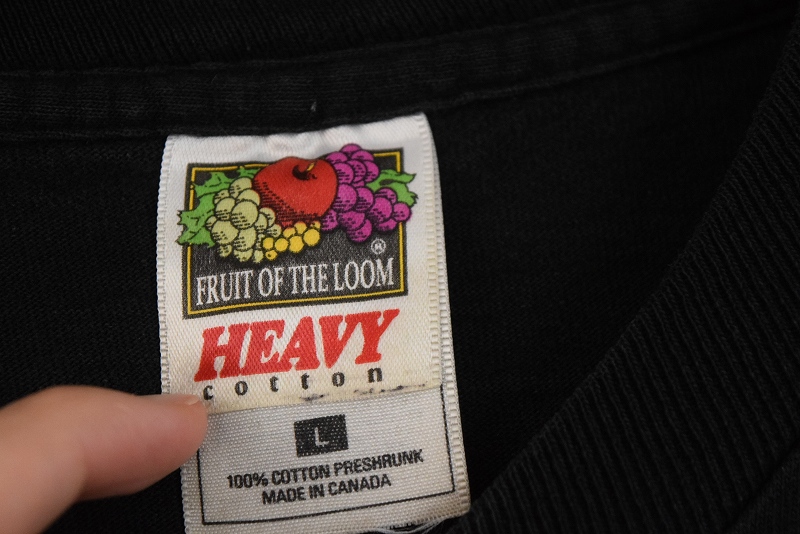 ®
FRUIT OF THE LOOM
HEAVY
cotton
L
100% COTTON PRESHRUNK
MADE IN CANADA